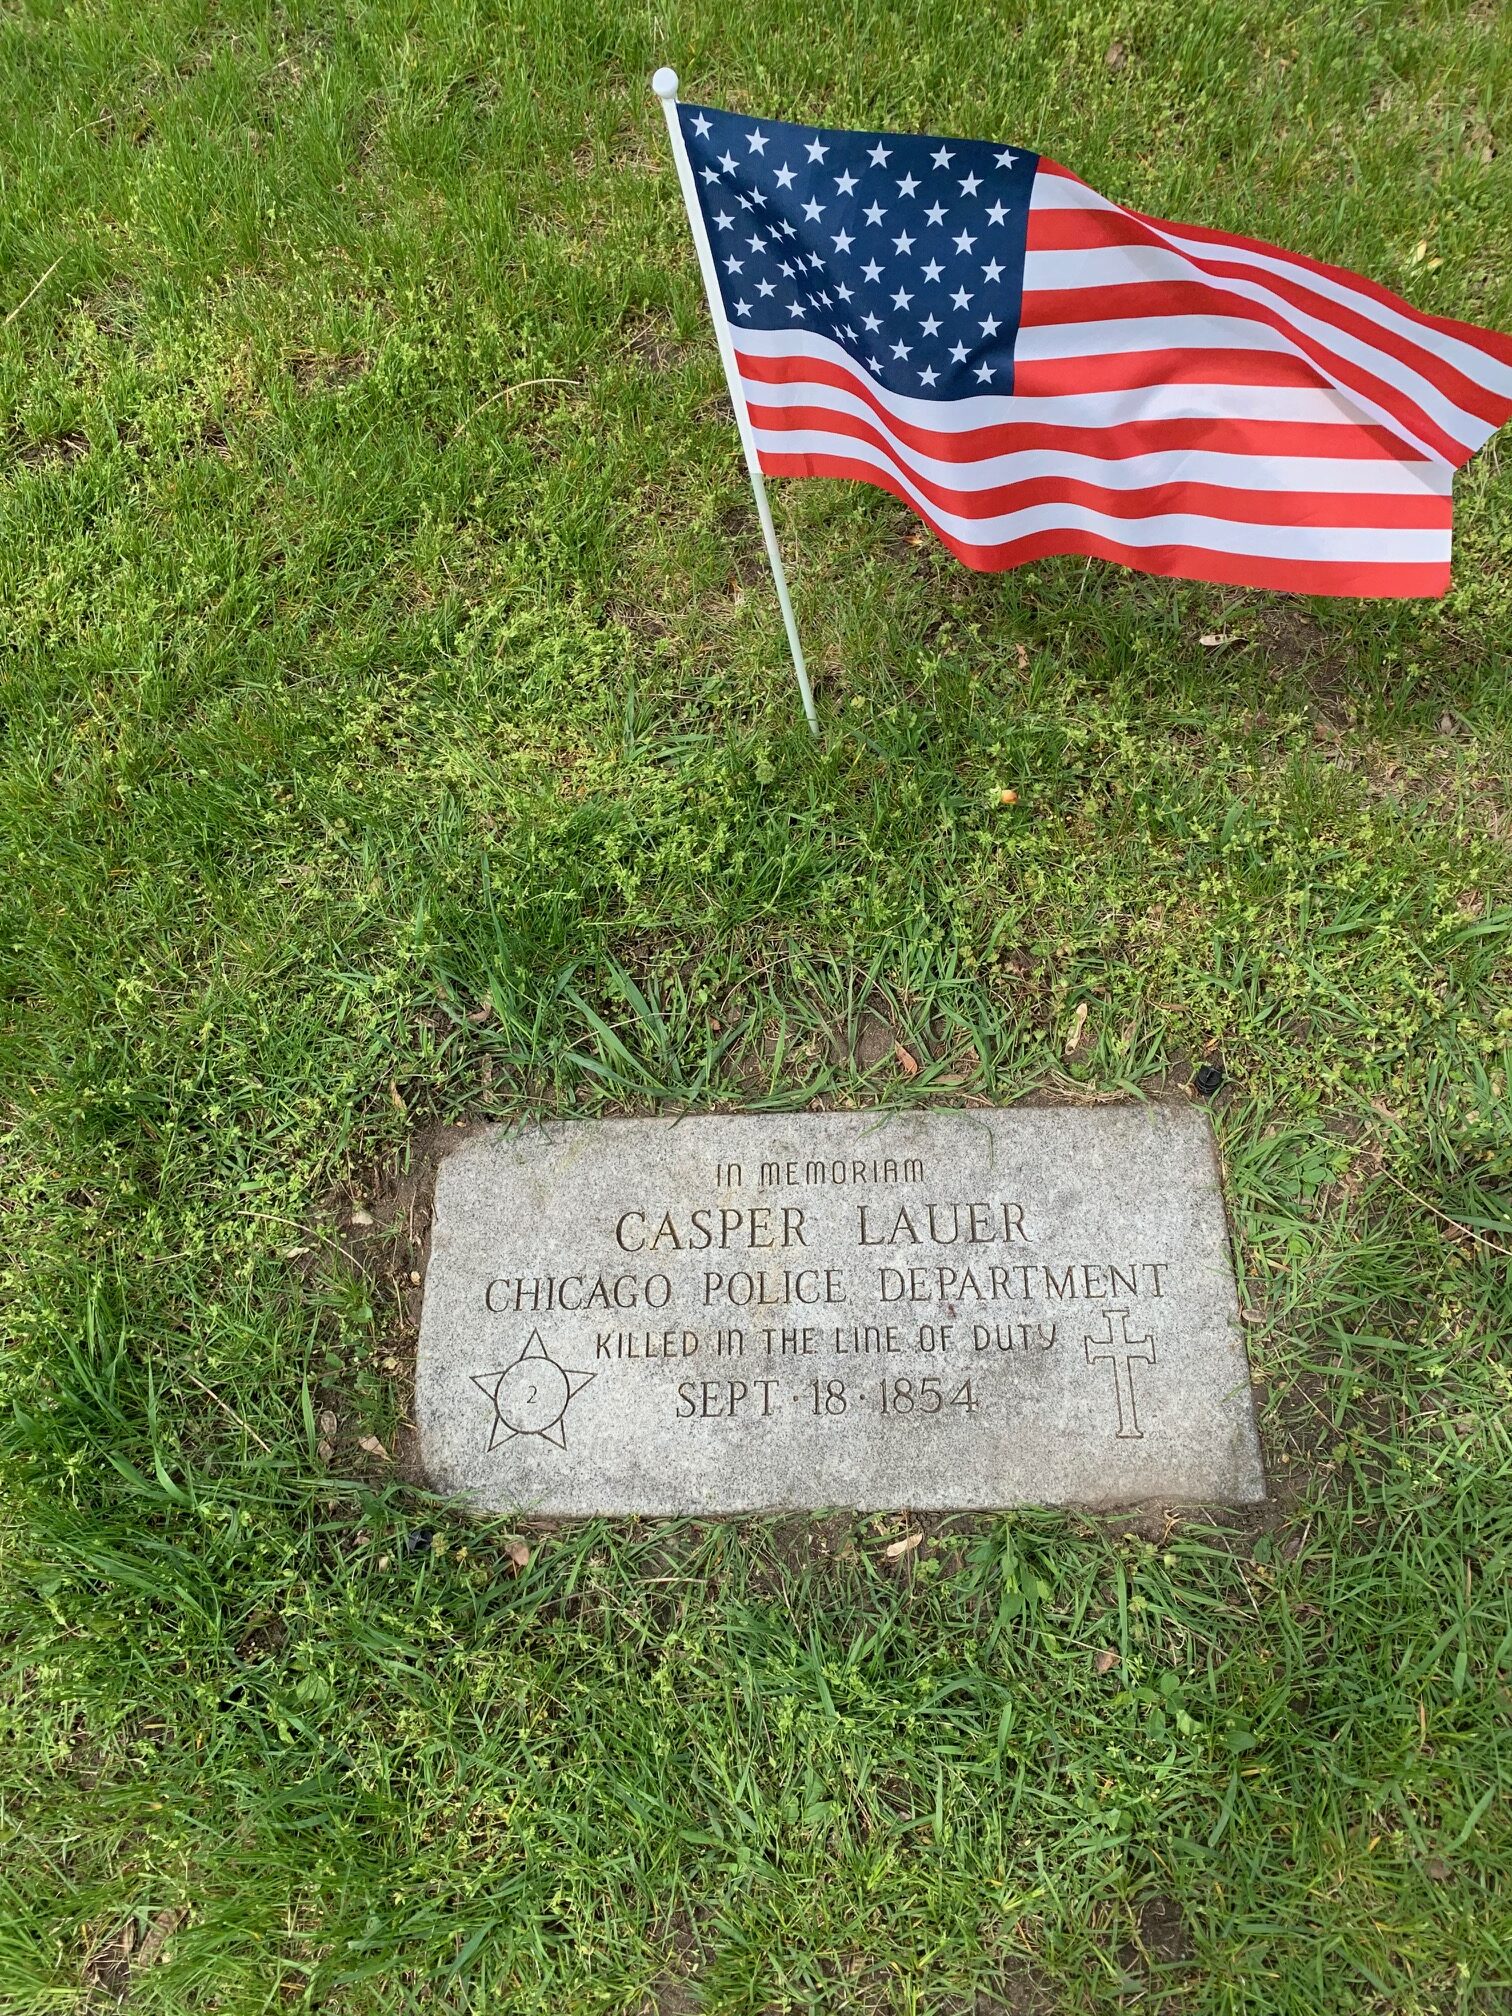 IN MEMORIAM
CASPER LAUER
CHICAGO POLICE DEPARTMENT
KILLED IN THE LINE OF DUTY
2
SEPT · 18 · 1854